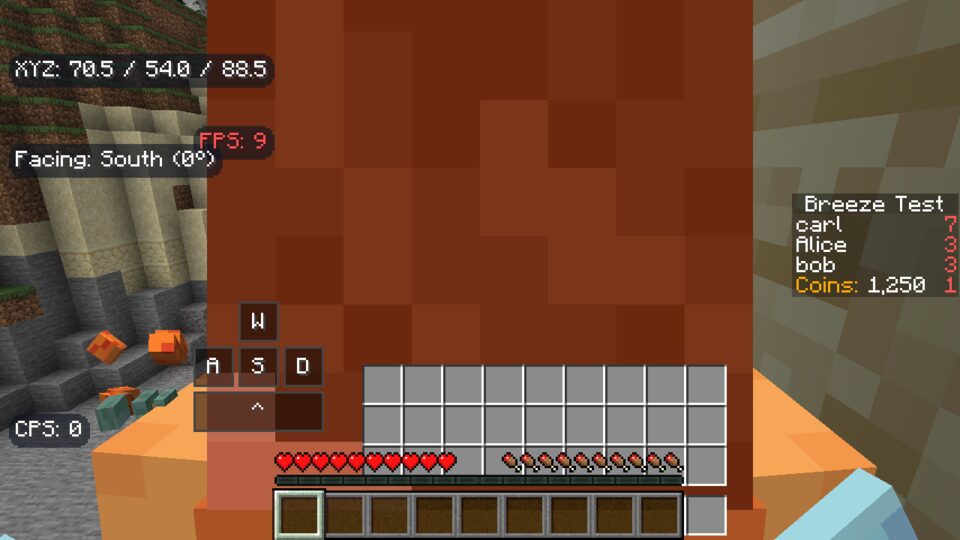 XYZ: 70.5 / 54.0 / 88.5
FPS: 9
Facing: South (0°)
Breeze Test
carl 7
Alice 3
bob 3
Coins: 1,250 1
W
A S D
^
CPS: 0